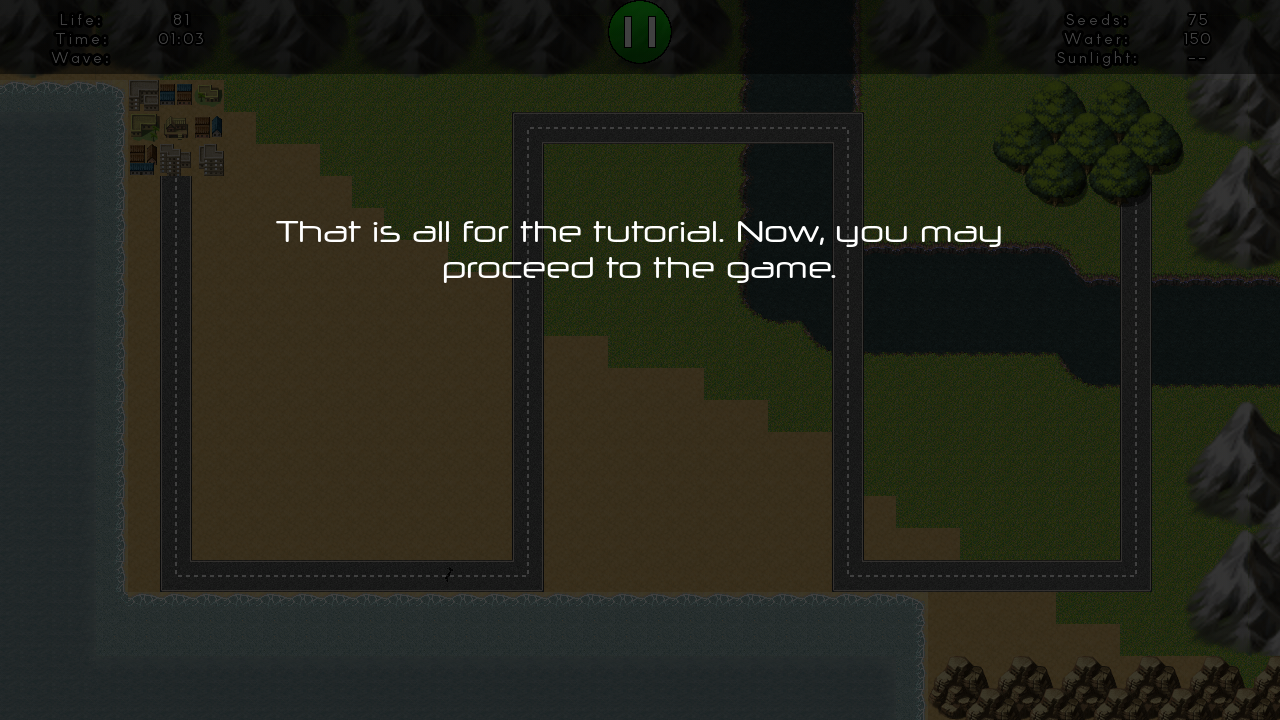 Life: 81
Time: 01:03
Wave:
Seeds: 75
Water: 150
Sunlight: --
That is all for the tutorial. Now, you may
proceed to the game.